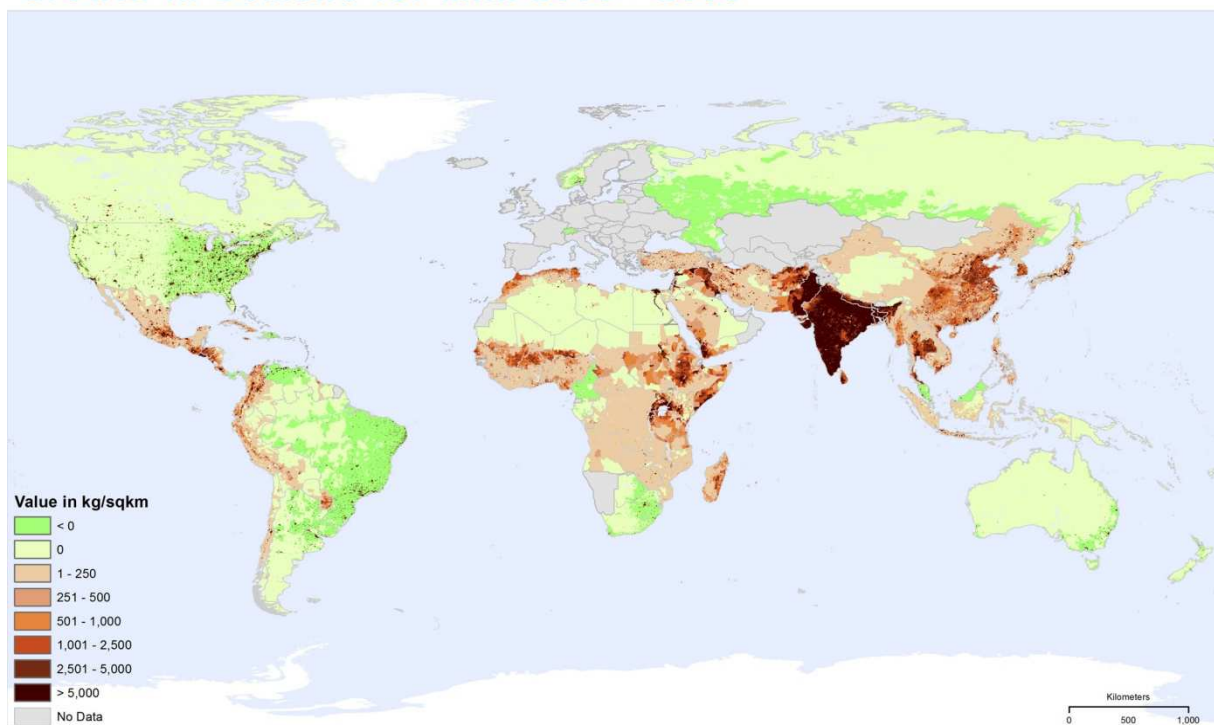 Value in kg/sqkm
< 0
0
1 - 250
251 - 500
501 - 1,000
1,001 - 2,500
2,501 - 5,000
> 5,000
No Data
Kilometers
0 500 1,000